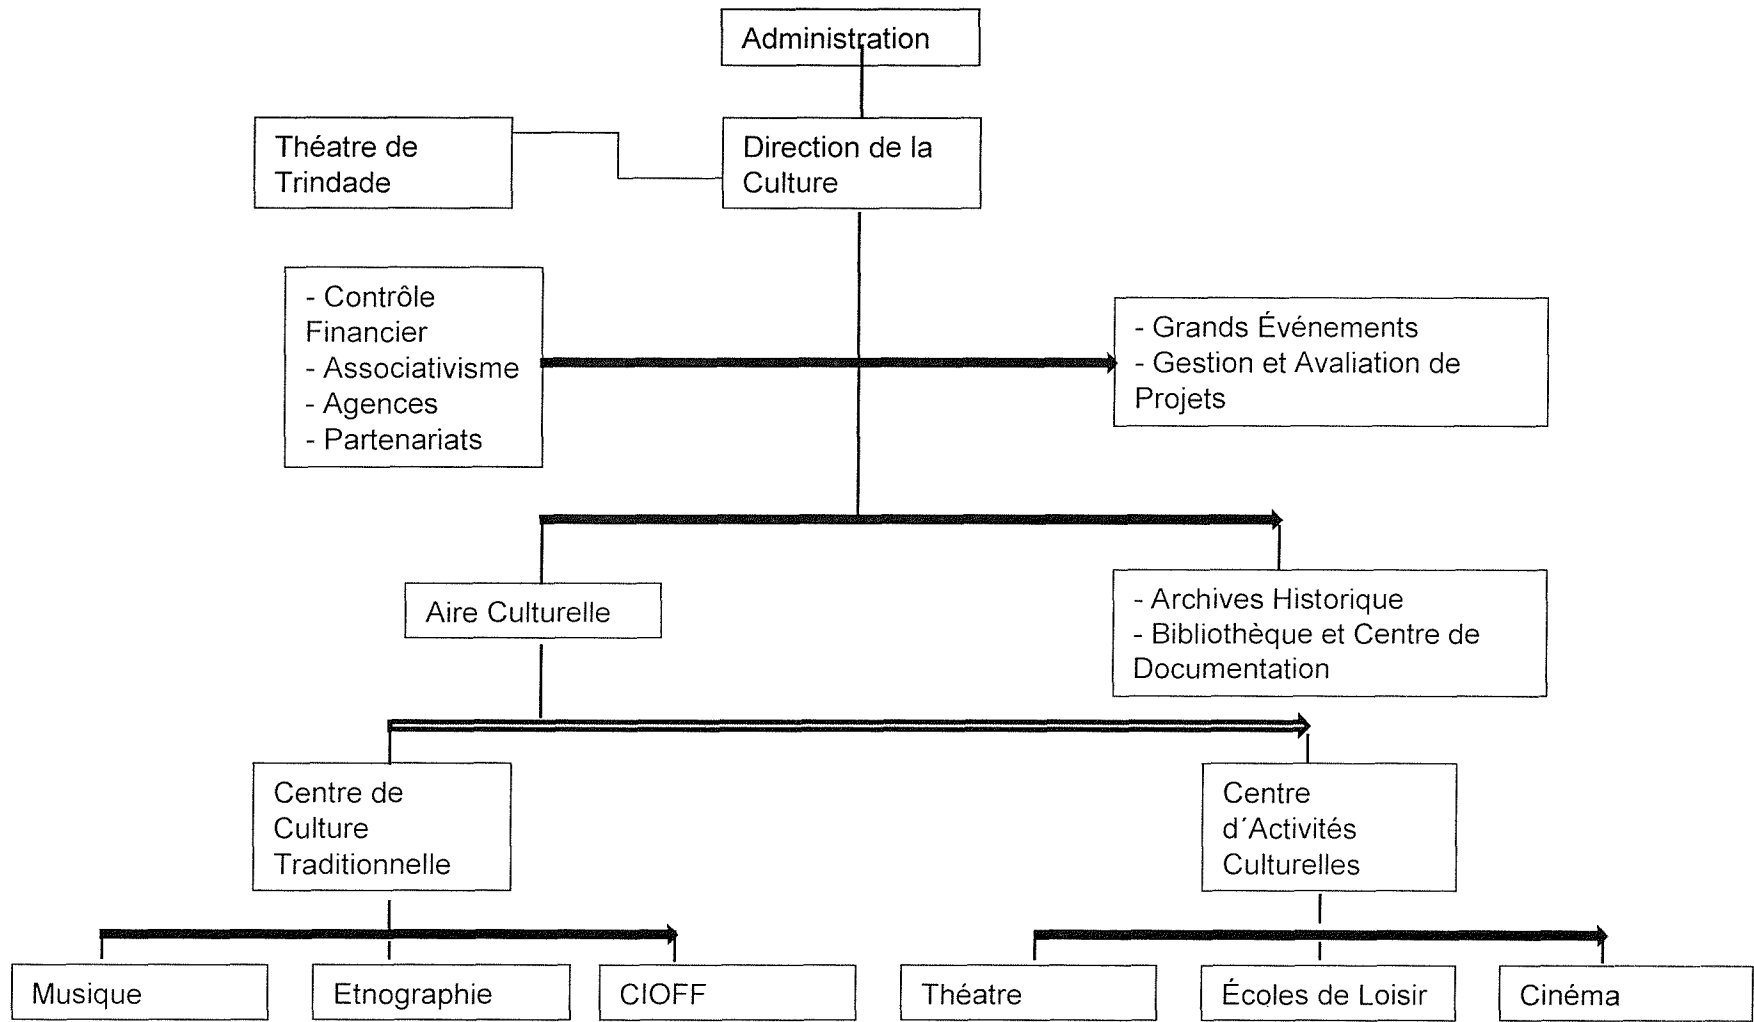 Administration
Théatre de
Trindade
Direction de la
Culture
- Contrôle
Financier
- Associativisme
- Agences
- Partenariats
- Grands Événements
- Gestion et Avaliation de
Projets
Aire Culturelle
- Archives Historique
- Bibliothèque et Centre de
Documentation
Centre de
Culture
Traditionnelle
Centre
d´Activités
Culturelles
Musique
Etnographie
CIOFF
Théatre
Écoles de Loisir
Cinéma